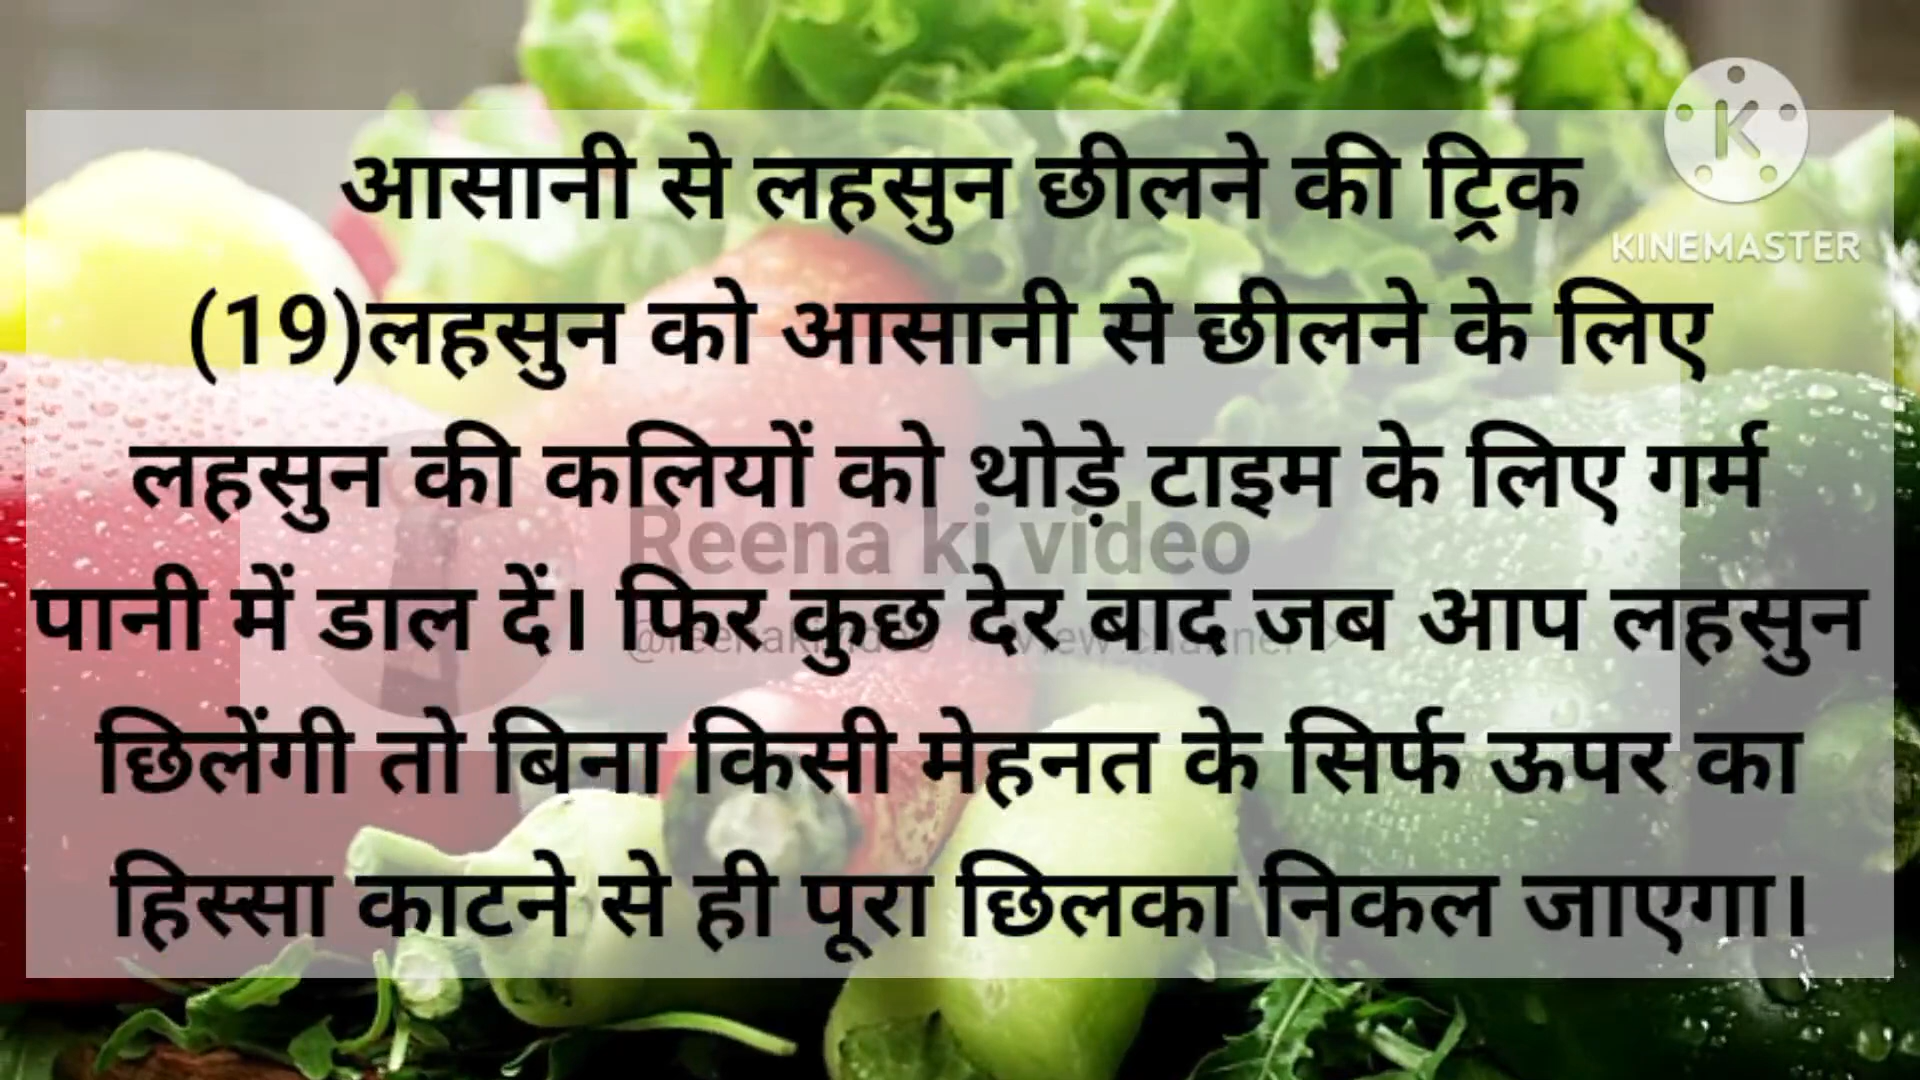 आसानी से लहसुन छीलने की ट्रिक
(19)लहसुन को आसानी से छीलने के लिए
लहसुन की कलियों को थोड़े टाइम के लिए गर्म
पानी में डाल दें। फिर कुछ देर बाद जब आप लहसुन
छिलेंगी तो बिना किसी मेहनत के सिर्फ ऊपर का
हिस्सा काटने से ही पूरा छिलका निकल जाएगा।
K
KINEMASTER
Reena ki video